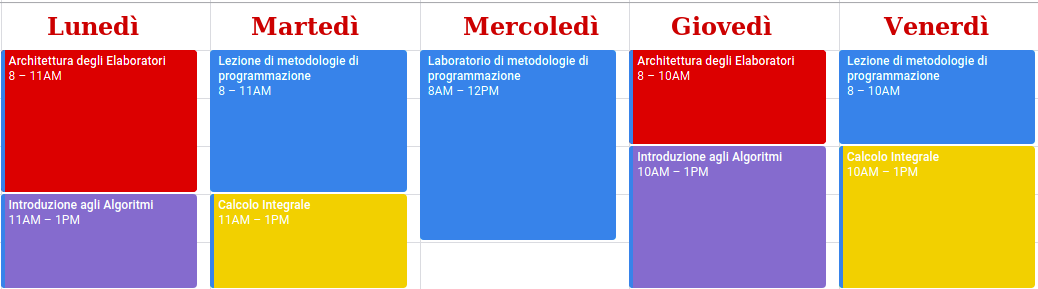 Lunedì
Martedì
Mercoledì
Giovedì
Venerdì
Architettura degli Elaboratori
8 – 11AM
Introduzione agli Algoritmi
11AM – 1PM
Lezione di metodologie di
programmazione
8 – 11AM
Calcolo Integrale
11AM – 1PM
Laboratorio di metodologie di
programmazione
8AM – 12PM
Architettura degli Elaboratori
8 – 10AM
Introduzione agli Algoritmi
10AM – 1PM
Lezione di metodologie di
programmazione
8 – 10AM
Calcolo Integrale
10AM – 1PM